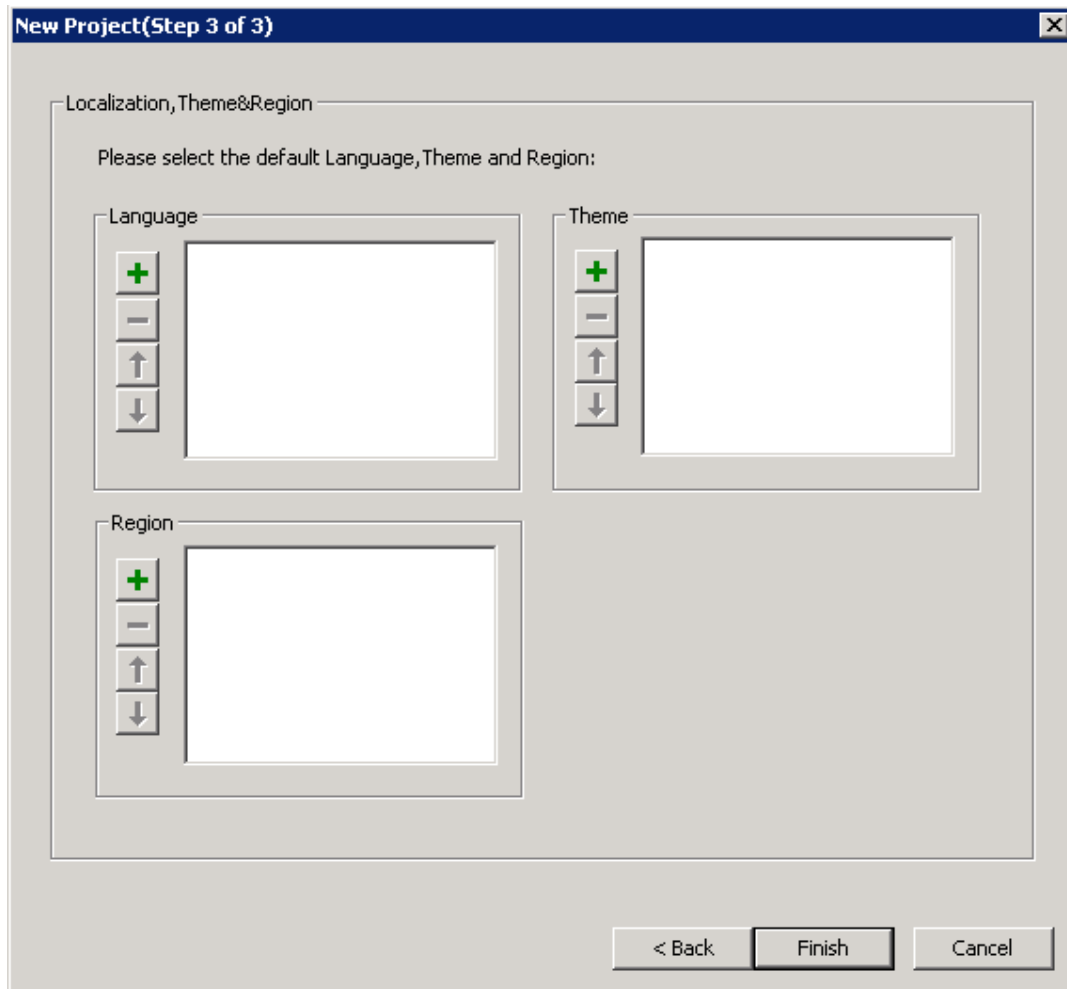 New Project(Step 3 of 3)
Localization,Theme&Region
Please select the default Language,Theme and Region:
Language
Theme
Region
< Back
Finish
Cancel